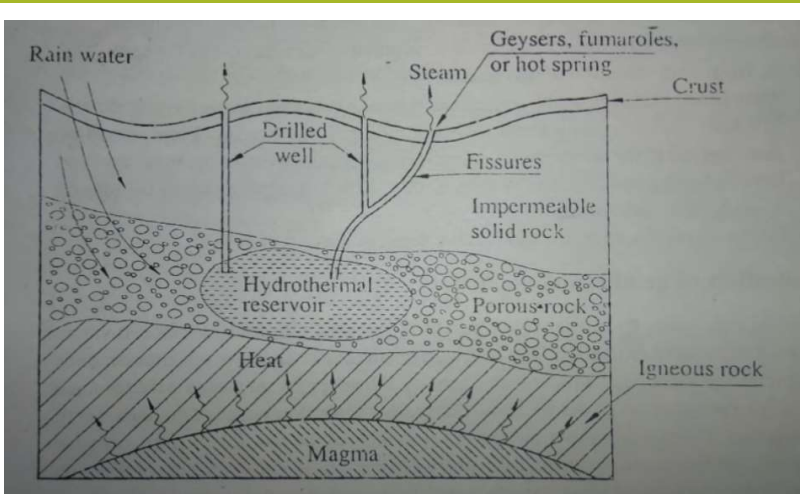 Rain water
Geysers, fumaroles,
or hot spring
Steam
Crust
Drilled
well
Fissures
Impermeable
solid rock
Hydrothermal
reservoir
Porous-rock
Heat
Igneous rock
Magma